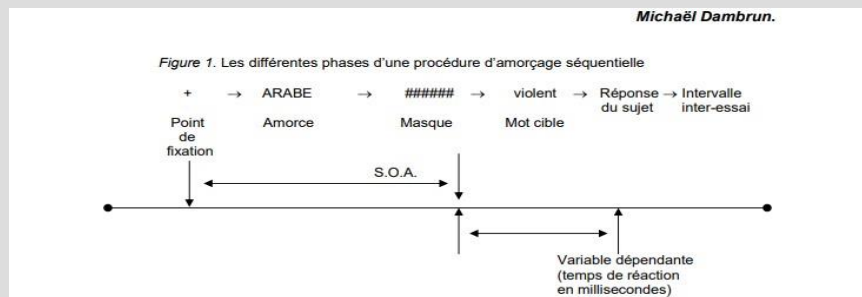 Michaël Dambrun.
Figure 1. Les différentes phases d'une procédure d'amorçage séquentielle
+ → ARABE → ###### → violent → Réponse du sujet → Intervalle inter-essai
Point de fixation
Amorce
Masque
Mot cible
S.O.A.
Variable dépendante
(temps de réaction
en millisecondes)